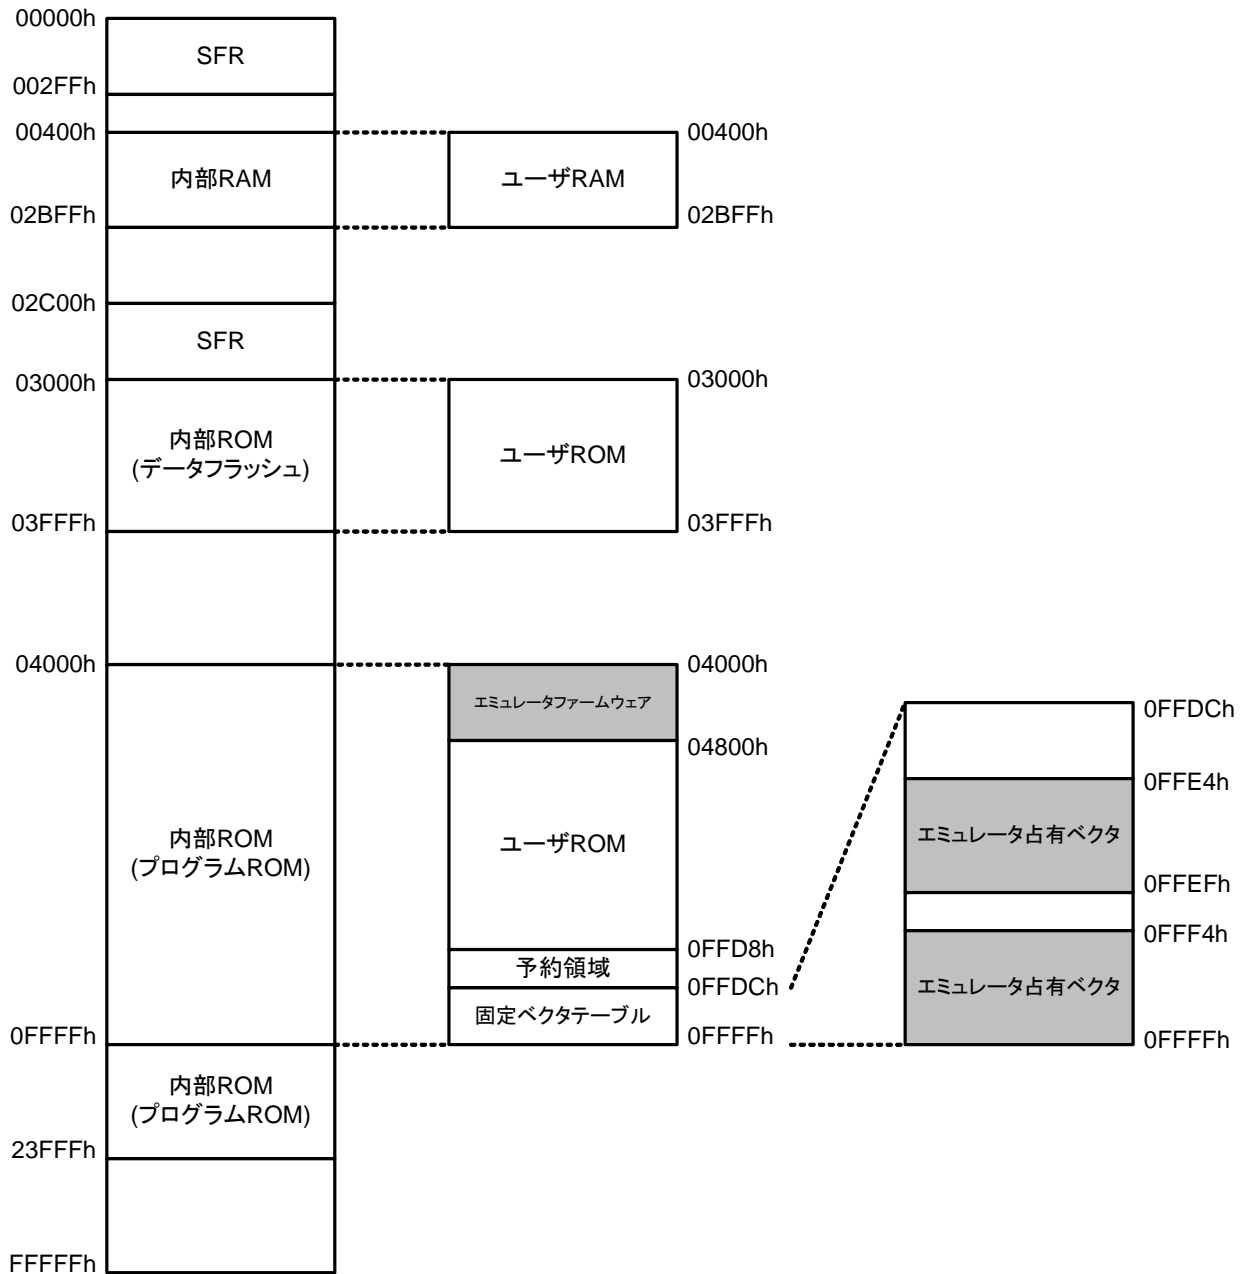 00000h
SFR
002FFh
00400h
内部RAM
02BFFh
02C00h
SFR
03000h
内部ROM
(データフラッシュ)
03FFFh
04000h
内部ROM
(プログラムROM)
0FFFFh
内部ROM
(プログラムROM)
23FFFh
FFFFFh
00400h
ユーザRAM
02BFFh
03000h
ユーザROM
03FFFh
04000h
エミュレータファームウェア
04800h
ユーザROM
0FFD8h
予約領域
0FFDCh
固定ベクタテーブル
0FFFFh
0FFDCh
0FFE4h
エミュレータ占有ベクタ
0FFEFh
0FFF4h
エミュレータ占有ベクタ
0FFFFh